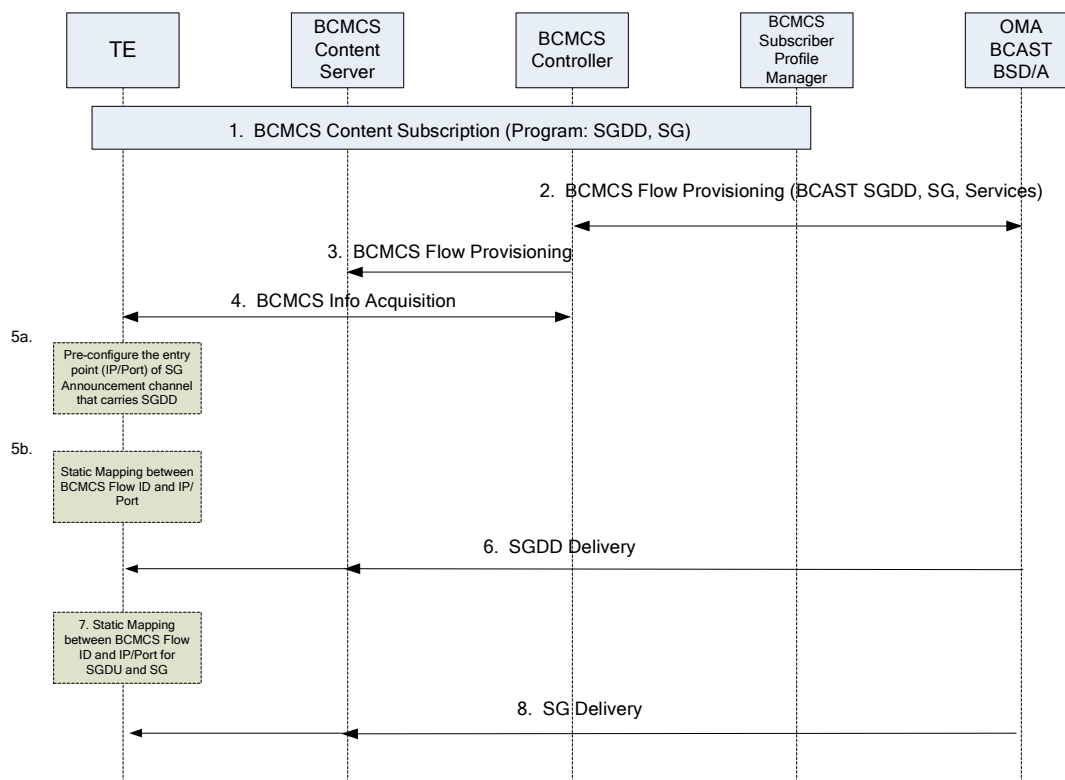 TE
BCMCS
Content
Server
BCMCS
Controller
BCMCS
Subscriber
Profile
Manager
OMA
BCAST
BSD/A
1. BCMCS Content Subscription (Program: SGDD, SG)
2. BCMCS Flow Provisioning (BCAST SGDD, SG, Services)
3. BCMCS Flow Provisioning
4. BCMCS Info Acquisition
5a.
Pre-configure the entry
point (IP/Port) of SG
Announcement channel
that carries SGDD
5b.
Static Mapping between
BCMCS Flow ID and IP/
Port
6. SGDD Delivery
7. Static Mapping
between BCMCS Flow
ID and IP/Port for
SGDU and SG
8. SG Delivery